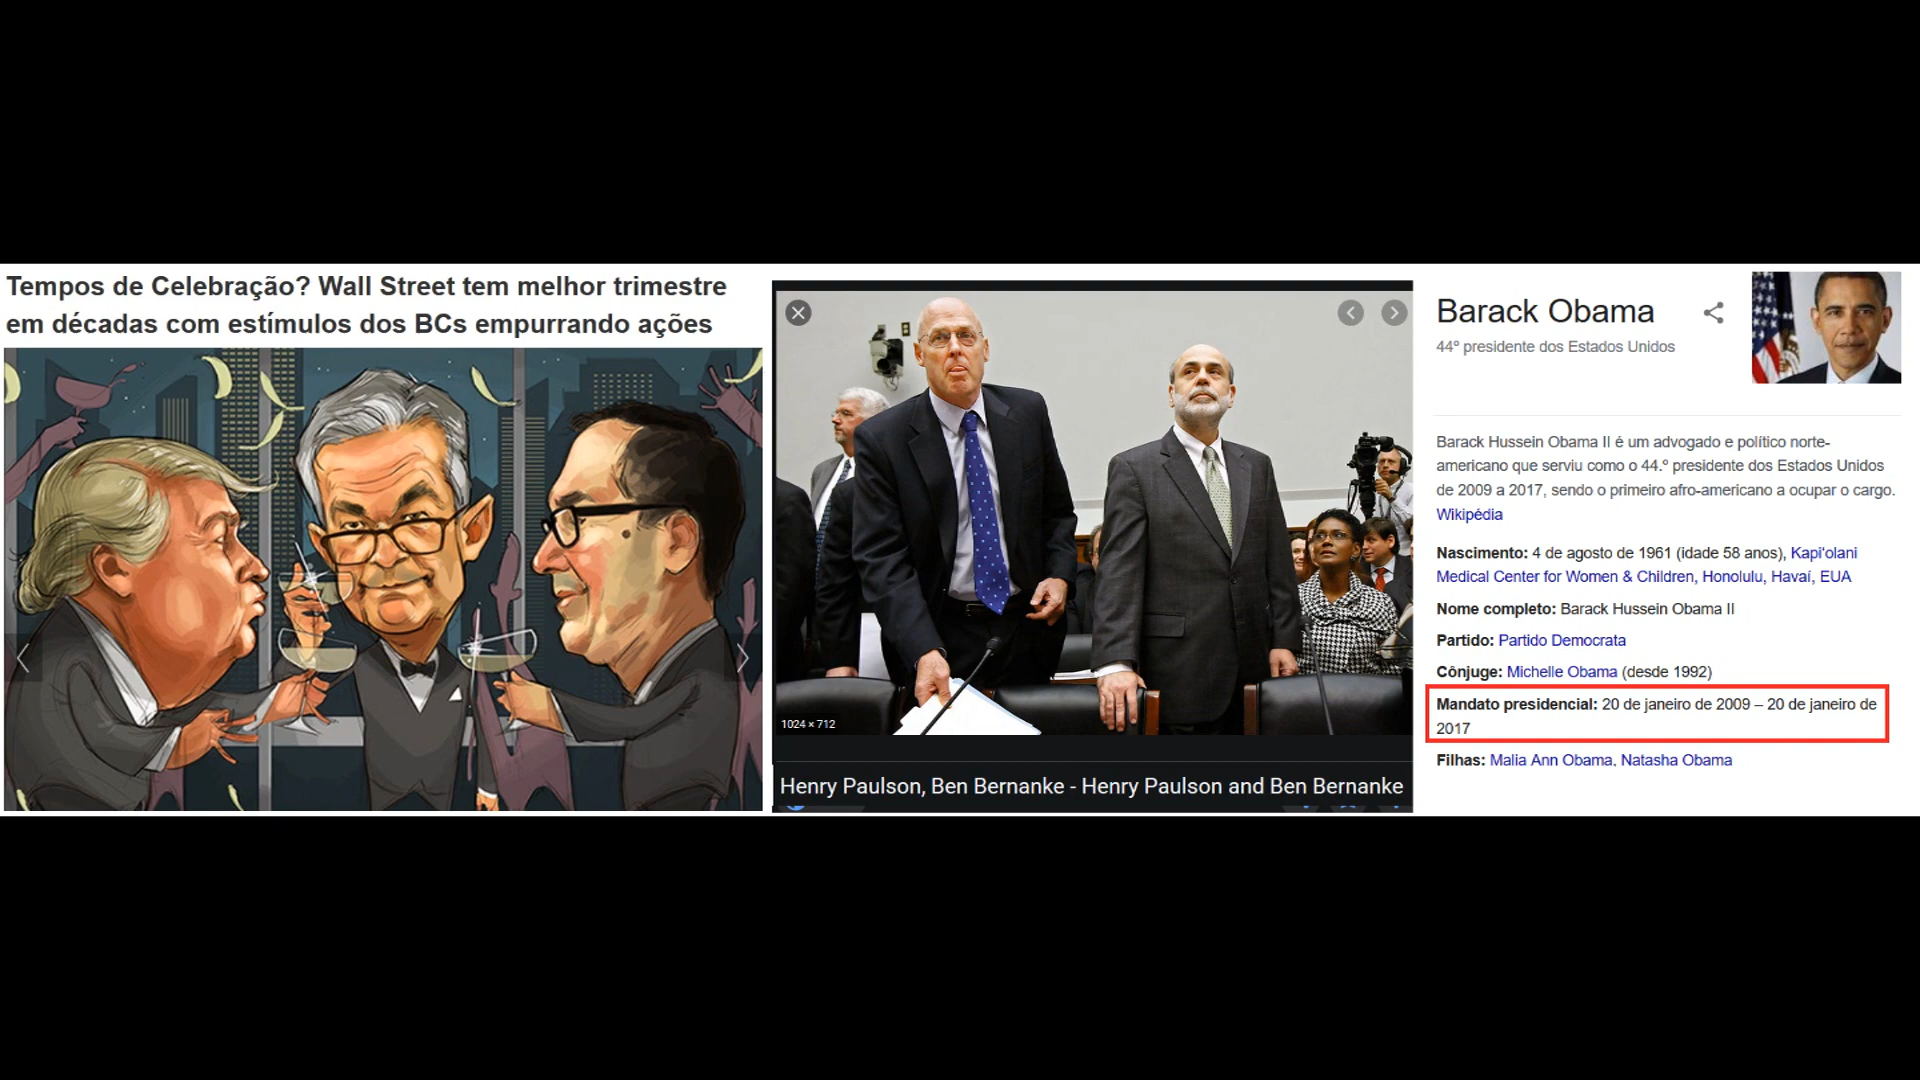 Tempos de Celebração? Wall Street tem melhor trimestre
em décadas com estímulos dos BCs empurrando ações
1024 × 712
Henry Paulson, Ben Bernanke - Henry Paulson and Ben Bernanke
Barack Obama
44º presidente dos Estados Unidos
Barack Hussein Obama II é um advogado e político norte-
americano que serviu como o 44.º presidente dos Estados Unidos
de 2009 a 2017, sendo o primeiro afro-americano a ocupar o cargo.
Wikipédia
Nascimento: 4 de agosto de 1961 (idade 58 anos), Kapi'olani
Medical Center for Women & Children, Honolulu, Havaí, EUA
Nome completo: Barack Hussein Obama II
Partido: Partido Democrata
Cônjuge: Michelle Obama (desde 1992)
Mandato presidencial: 20 de janeiro de 2009 – 20 de janeiro de
2017
Filhas: Malia Ann Obama, Natasha Obama